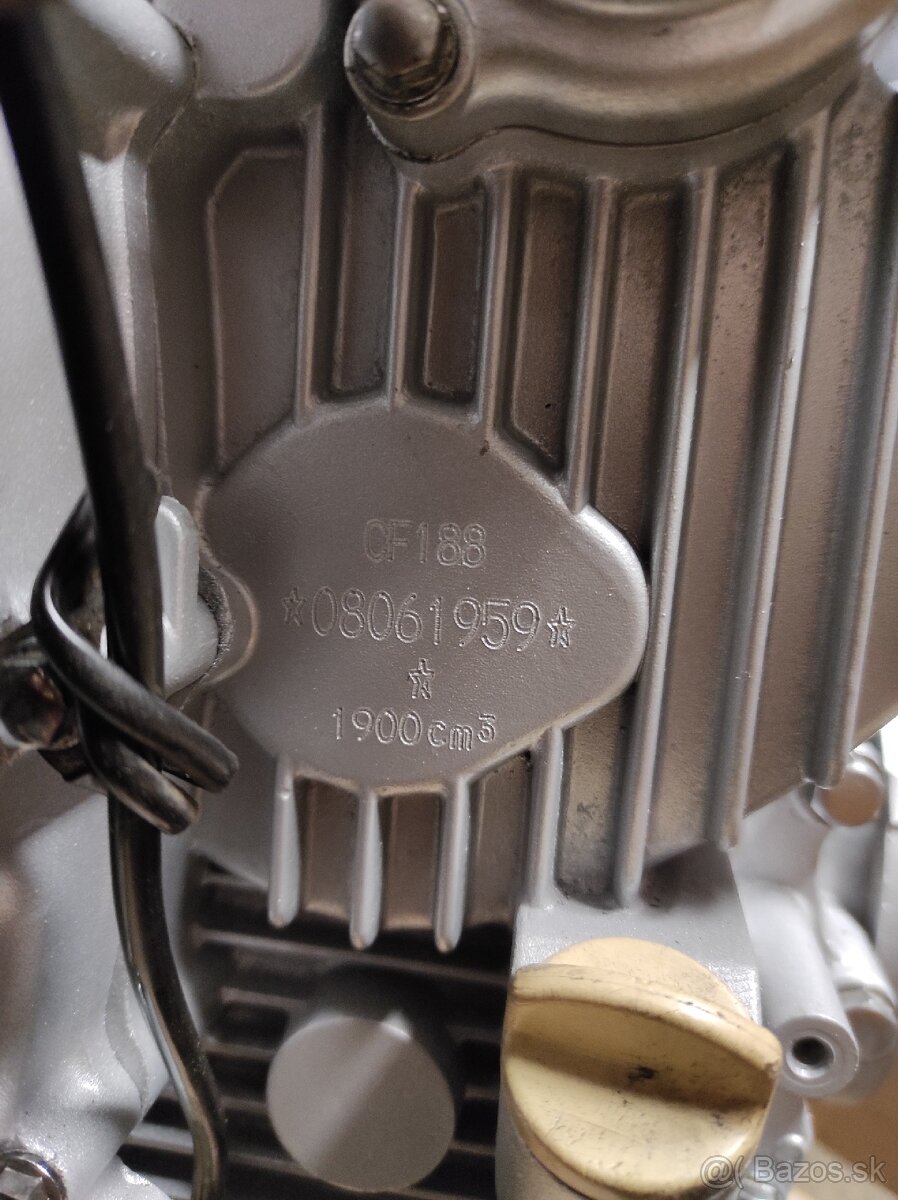 CF188
☆08061959☆
☆
1900cm³
@( Bazos.sk